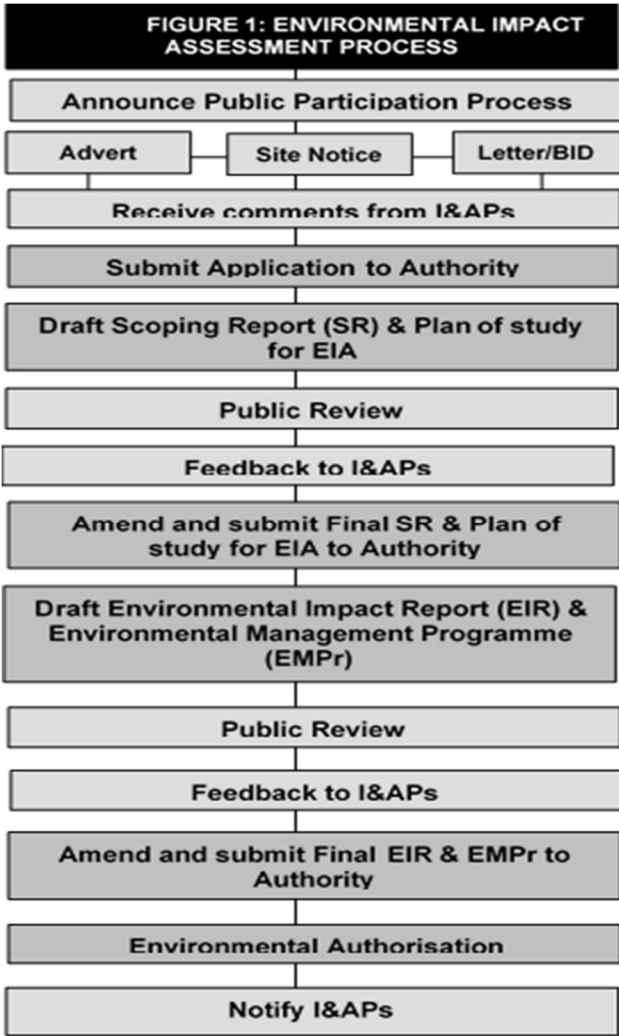 FIGURE 1: ENVIRONMENTAL IMPACT
ASSESSMENT PROCESS
Announce Public Participation Process
Advert
Site Notice
Letter/BID
Receive comments from I&APs
Submit Application to Authority
Draft Scoping Report (SR) & Plan of study
for EIA
Public Review
Feedback to I&APs
Amend and submit Final SR & Plan of
study for EIA to Authority
Draft Environmental Impact Report (EIR) &
Environmental Management Programme
(EMPr)
Public Review
Feedback to I&APs
Amend and submit Final EIR & EMPr to
Authority
Environmental Authorisation
Notify I&APs